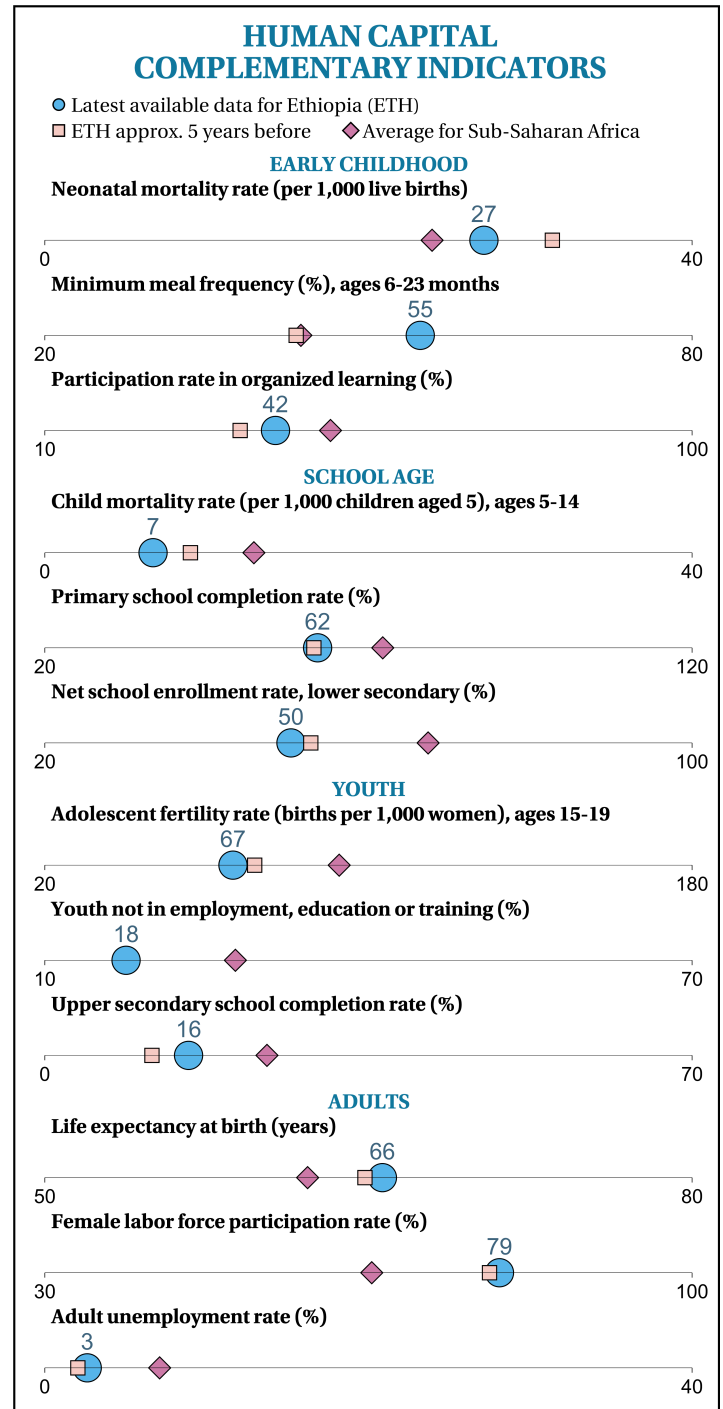 HUMAN CAPITAL
COMPLEMENTARY INDICATORS
Latest available data for Ethiopia (ETH)
ETH approx. 5 years before
Average for Sub-Saharan Africa
EARLY CHILDHOOD
Neonatal mortality rate (per 1,000 live births)
27
0
40
Minimum meal frequency (%), ages 6-23 months
55
20
80
Participation rate in organized learning (%)
42
10
100
SCHOOL AGE
Child mortality rate (per 1,000 children aged 5), ages 5-14
7
0
40
Primary school completion rate (%)
62
20
120
Net school enrollment rate, lower secondary (%)
50
20
100
YOUTH
Adolescent fertility rate (births per 1,000 women), ages 15-19
67
20
180
Youth not in employment, education or training (%)
18
10
70
Upper secondary school completion rate (%)
16
0
70
ADULTS
Life expectancy at birth (years)
66
50
80
Female labor force participation rate (%)
79
30
100
Adult unemployment rate (%)
3
0
40